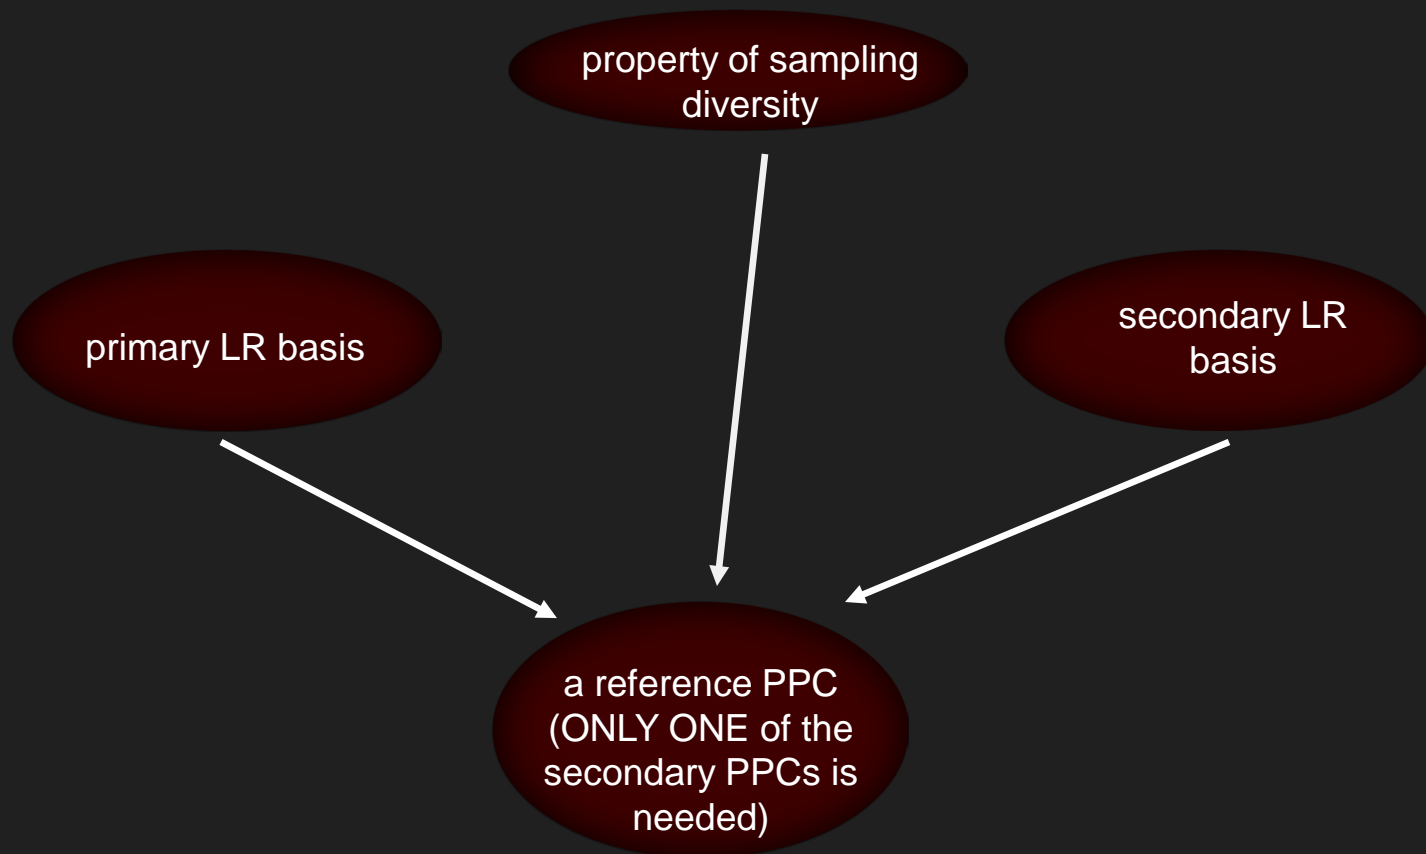 property of sampling
diversity
primary LR basis
secondary LR
basis
a reference PPC
(ONLY ONE of the
secondary PPCs is
needed)